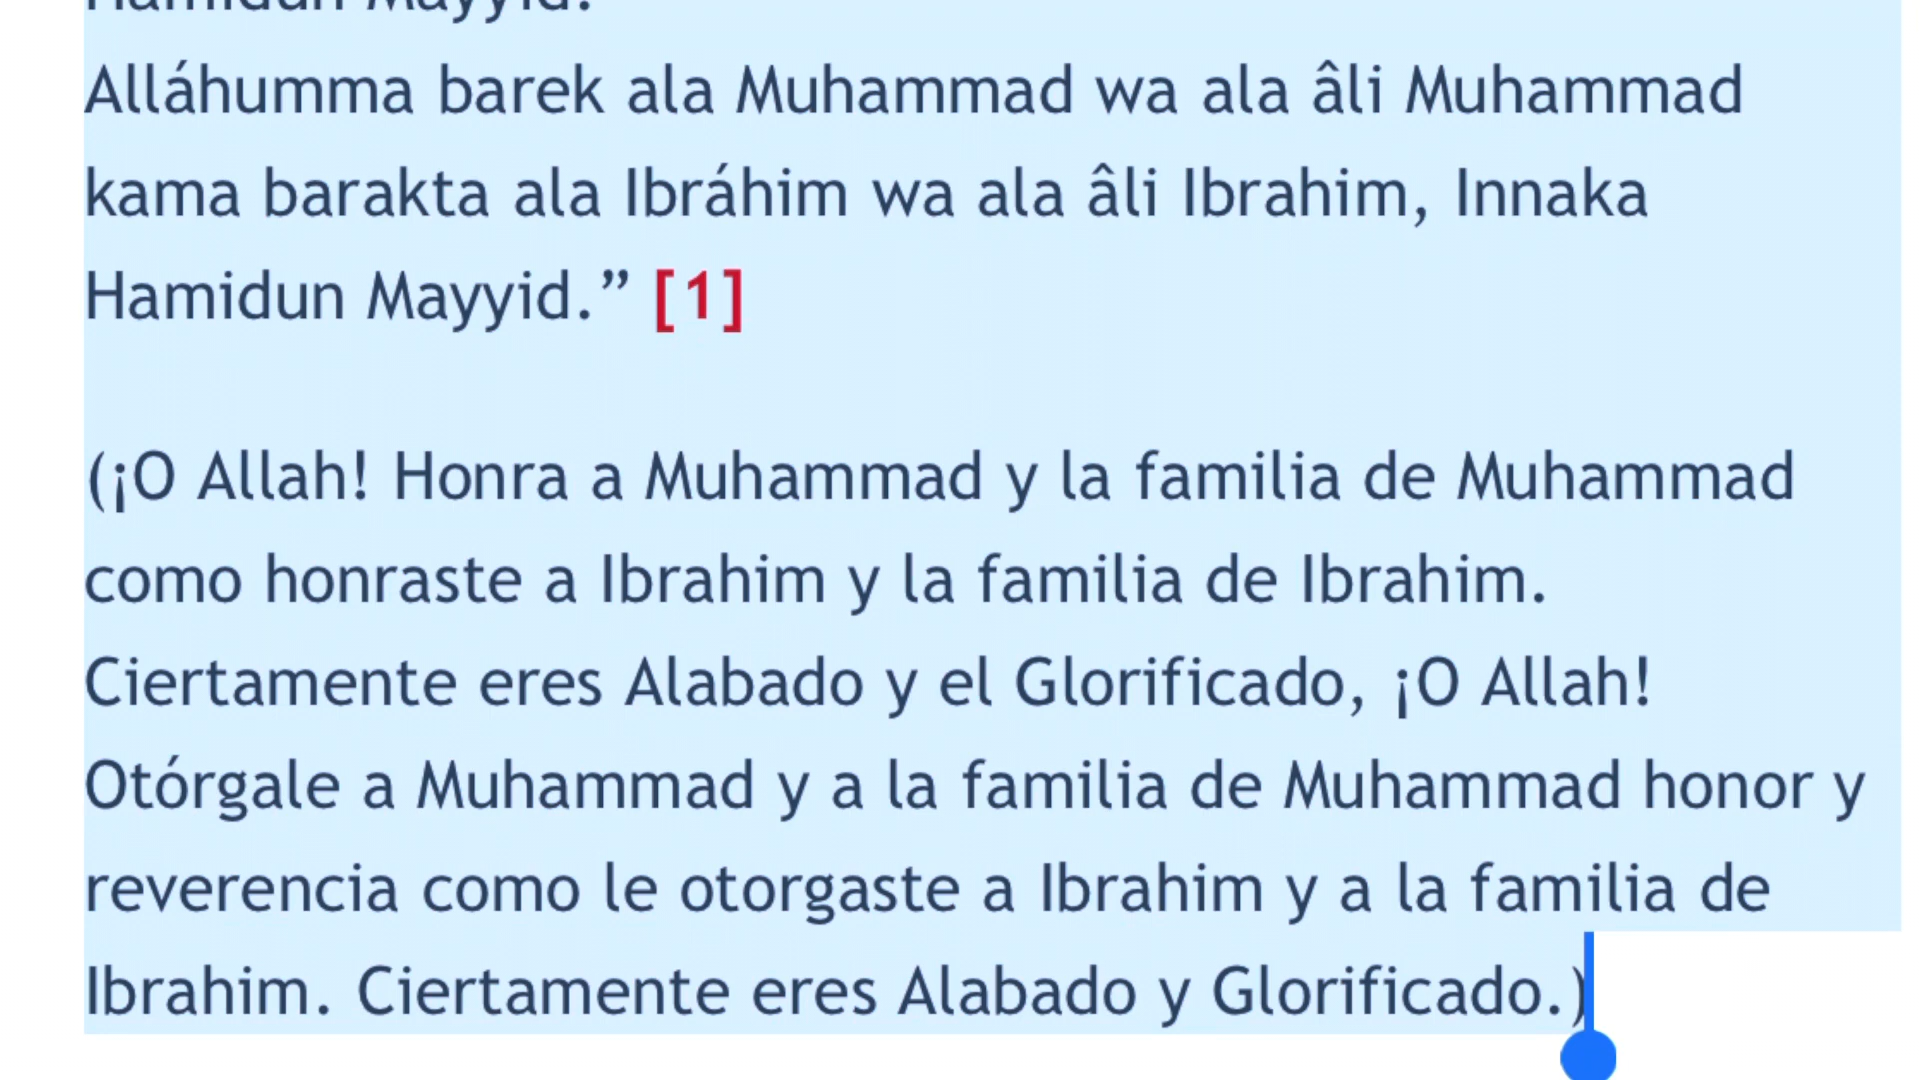 Hamidun Mayyid.
Alláhumma barek ala Muhammad wa ala âli Muhammad
kama barakta ala Ibráhim wa ala âli Ibrahim, Innaka
Hamidun Mayyid.” [1]
(¡O Allah! Honra a Muhammad y la familia de Muhammad
como honraste a Ibrahim y la familia de Ibrahim.
Ciertamente eres Alabado y el Glorificado, ¡O Allah!
Otórgale a Muhammad y a la familia de Muhammad honor y
reverencia como le otorgaste a Ibrahim y a la familia de
Ibrahim. Ciertamente eres Alabado y Glorificado.)